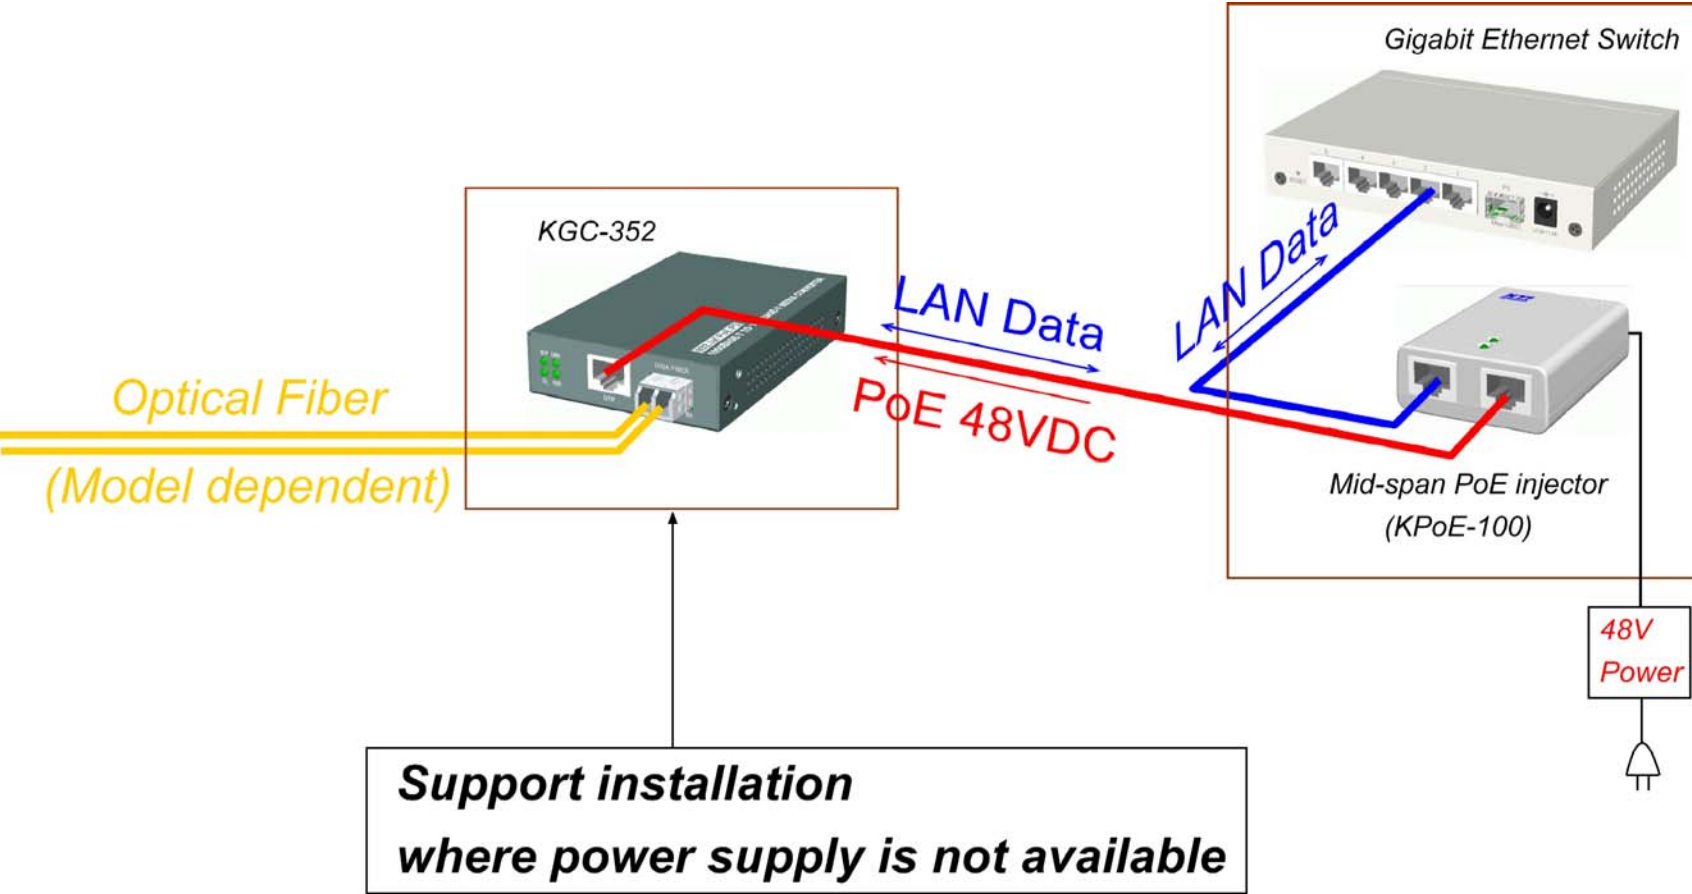 Gigabit Ethernet Switch
KGC-352
LAN Data
LAN Data
PoE 48VDC
Optical Fiber
(Model dependent)
UTP
Mid-span PoE injector
(KPoE-100)
48V
Power
Support installation
where power supply is not available